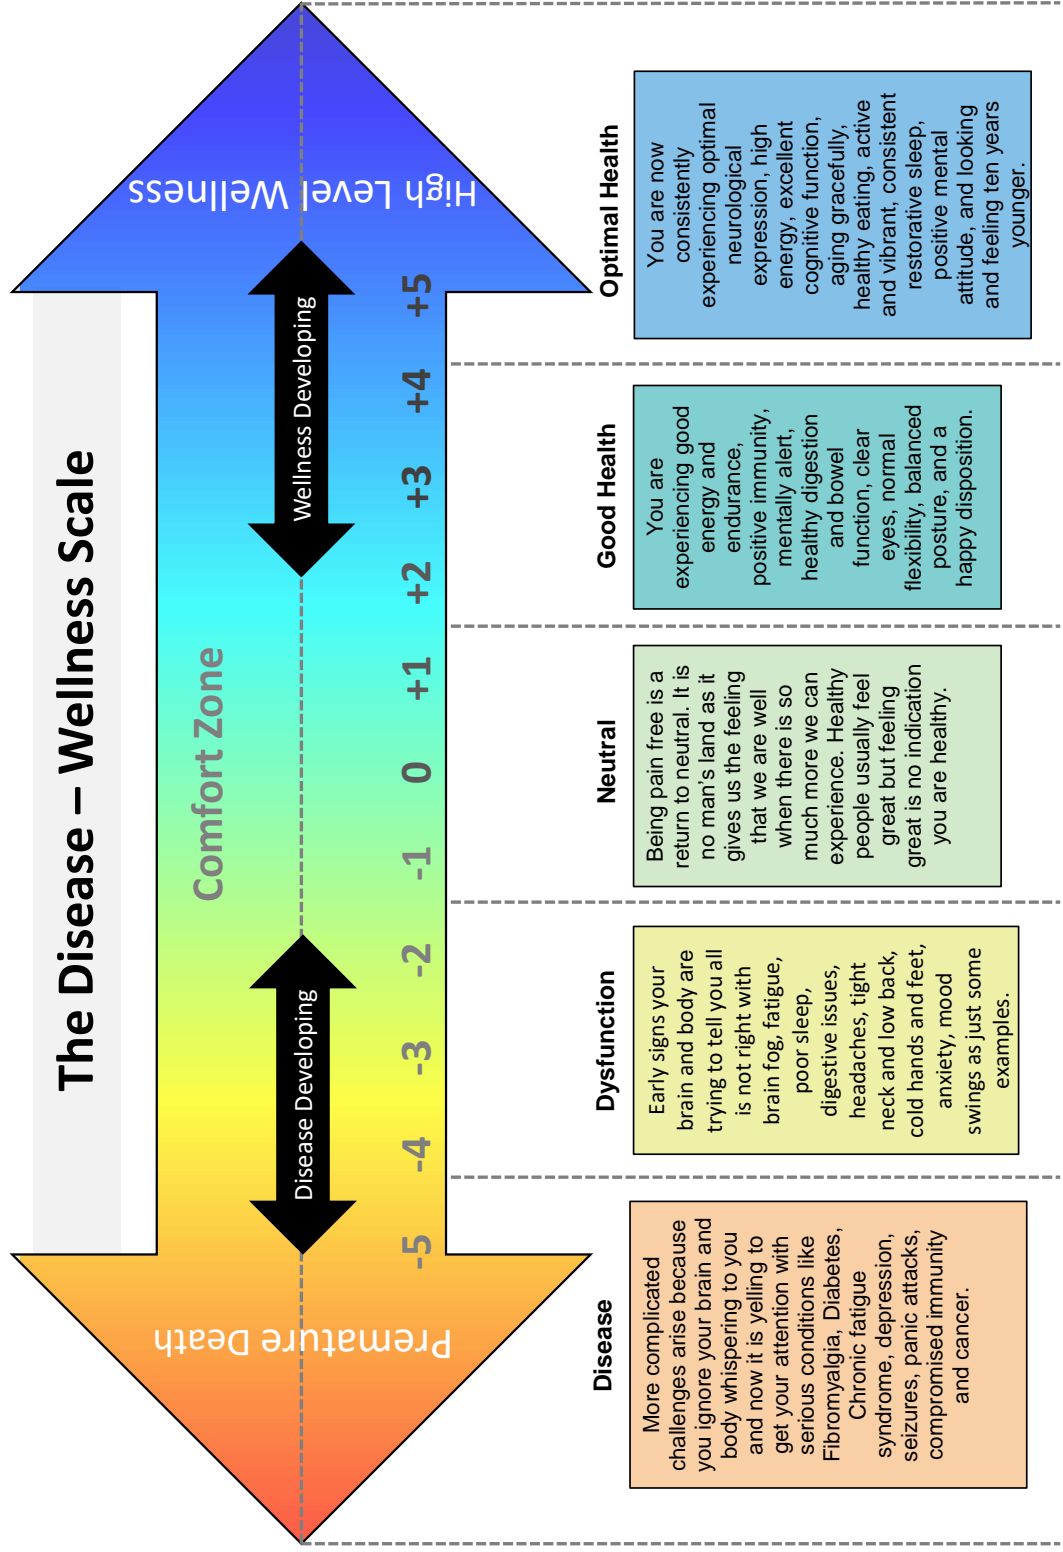 The Disease – Wellness Scale
Comfort Zone
Premature Death
Disease Developing
Wellness Developing
High Level Wellness
-5 -4 -3 -2 -1 0 +1 +2 +3 +4 +5
Disease
More complicated
challenges arise because
you ignore your brain and
body whispering to you
and now it is yelling to
get your attention with
serious conditions like
Fibromyalgia, Diabetes,
Chronic fatigue
syndrome, depression,
seizures, panic attacks,
compromised immunity
and cancer.
Dysfunction
Early signs your
brain and body are
trying to tell you all
is not right with
brain fog, fatigue,
poor sleep,
digestive issues,
headaches, tight
neck and low back,
cold hands and feet,
anxiety, mood
swings as just some
examples.
Neutral
Being pain free is a
return to neutral. It is
no man’s land as it
gives us the feeling
that we are well
when there is so
much more we can
experience. Healthy
people usually feel
great but feeling
great is no indication
you are healthy.
Good Health
You are
experiencing good
energy and
endurance,
positive immunity,
mentally alert,
healthy digestion
and bowel
function, clear
eyes, normal
flexibility, balanced
posture, and a
happy disposition.
Optimal Health
You are now
consistently
experiencing optimal
neurological
expression, high
energy, excellent
cognitive function,
aging gracefully,
healthy eating, active
and vibrant, consistent
restorative sleep,
positive mental
attitude, and looking
and feeling ten years
younger.